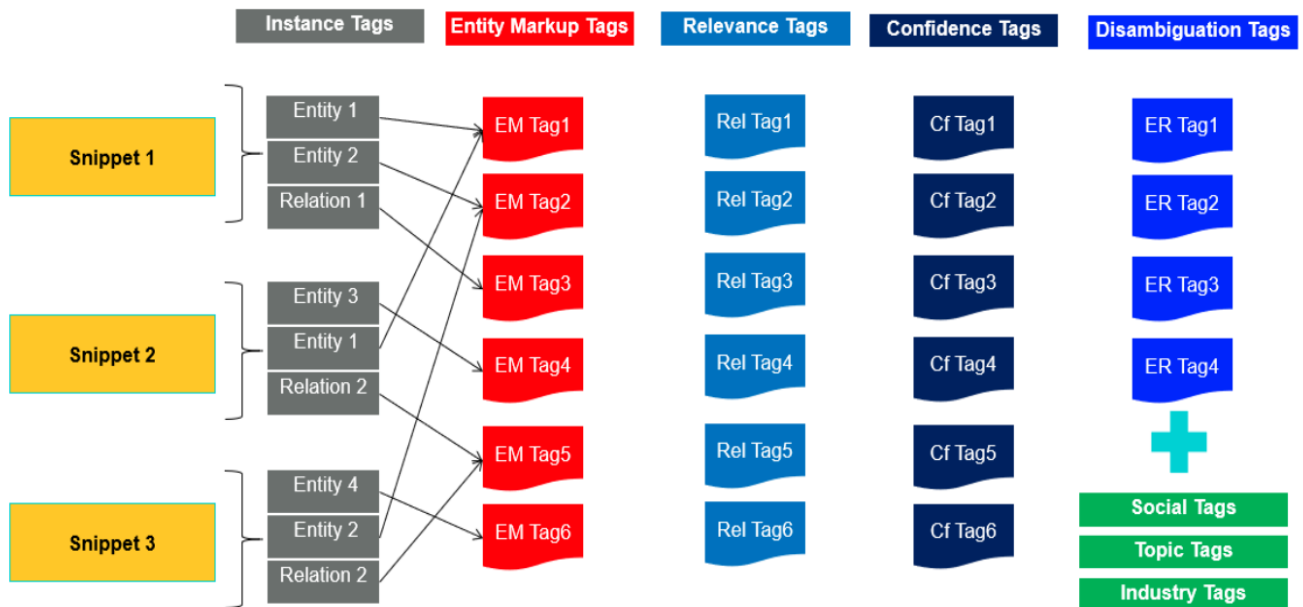 Instance Tags
Entity Markup Tags
Relevance Tags
Confidence Tags
Disambiguation Tags
Snippet 1
Entity 1
Entity 2
Relation 1
Snippet 2
Entity 3
Entity 1
Relation 2
Snippet 3
Entity 4
Entity 2
Relation 2
EM Tag1
EM Tag2
EM Tag3
EM Tag4
EM Tag5
EM Tag6
Rel Tag1
Rel Tag2
Rel Tag3
Rel Tag4
Rel Tag5
Rel Tag6
Cf Tag1
Cf Tag2
Cf Tag3
Cf Tag4
Cf Tag5
Cf Tag6
ER Tag1
ER Tag2
ER Tag3
ER Tag4
Social Tags
Topic Tags
Industry Tags